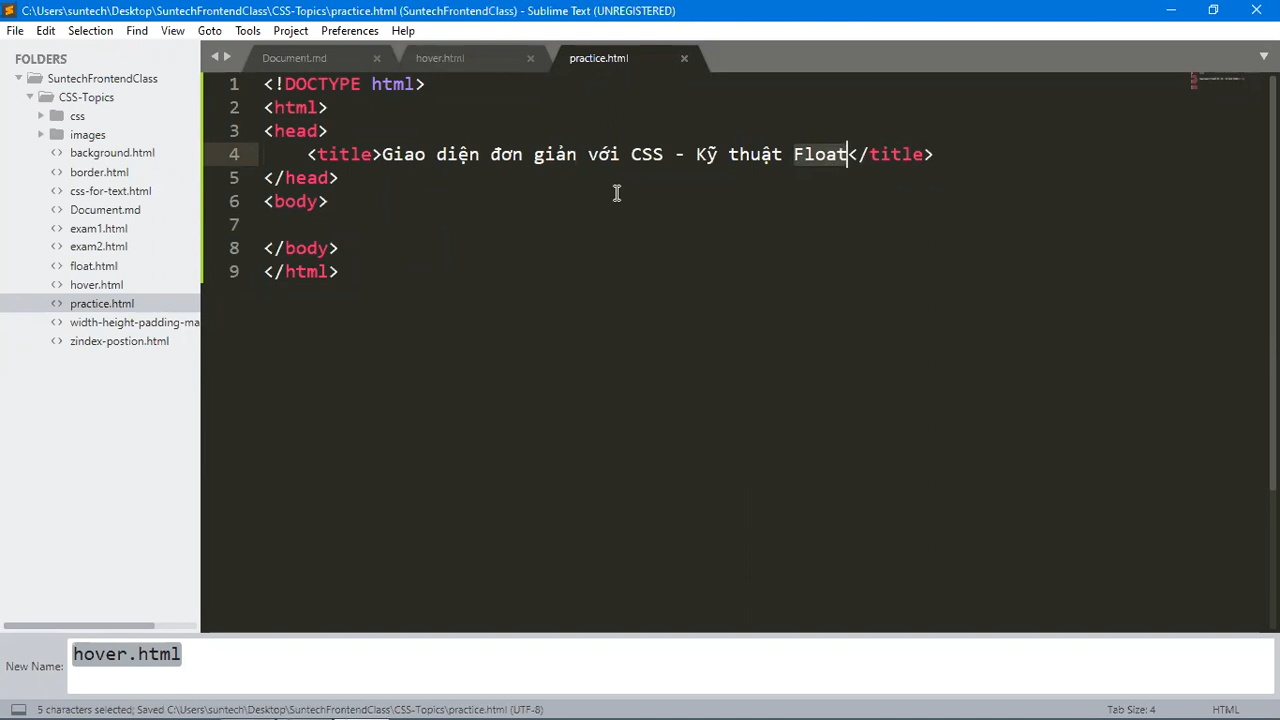 C:\Users\suntech\Desktop\SuntechFrontendClass\CSS-Topics\practice.html (SuntechFrontendClass) - Sublime Text (UNREGISTERED)
File Edit Selection Find View Goto Tools Project Preferences Help
FOLDERS
SuntechFrontendClass
CSS-Topics
css
images
background.html
border.html
css-for-text.html
Document.md
exam1.html
exam2.html
float.html
hover.html
practice.html
width-height-padding-ma
zindex-postion.html
Document.md hover.html practice.html
1 <!DOCTYPE html>
2 <html>
3 <head>
4 <title>Giao diện đơn giản với CSS - Kỹ thuật Float</title>
5 </head>
6 <body>
7
8 </body>
9 </html>
New Name: hover.html
5 characters selected; Saved C:\Users\suntech\Desktop\SuntechFrontendClass\CSS-Topics\practice.html (UTF-8) Tab Size: 4 HTML